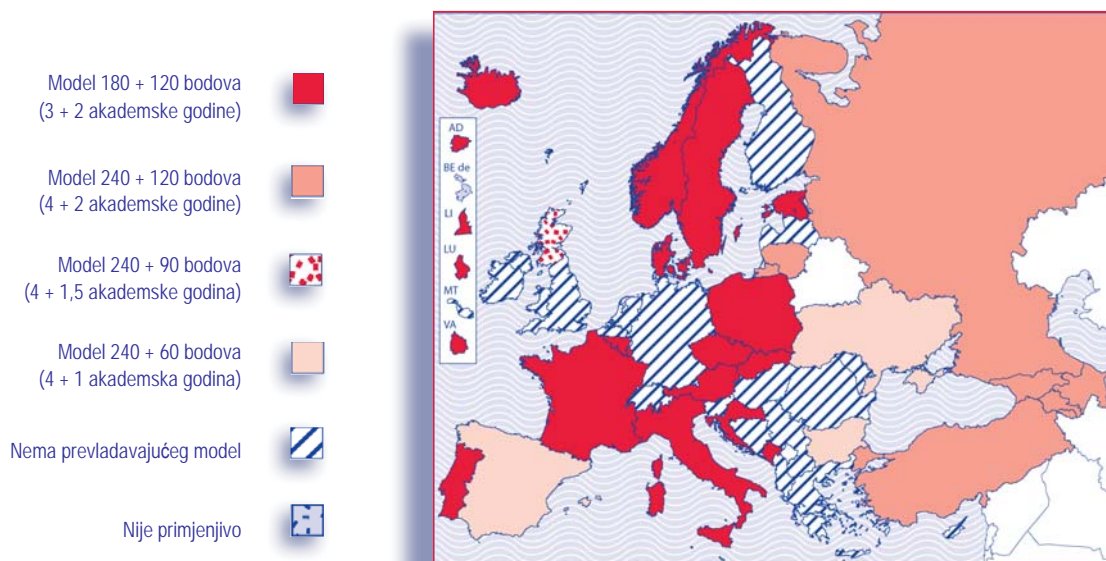 Model 180 + 120 bodova
(3 + 2 akademske godine)
Model 240 + 120 bodova
(4 + 2 akademske godine)
Model 240 + 90 bodova
(4 + 1,5 akademske godina)
Model 240 + 60 bodova
(4 + 1 akademska godina)
Nema prevladavajućeg model
Nije primjenjivo
AD
BE de
LI
LU
MT
VA